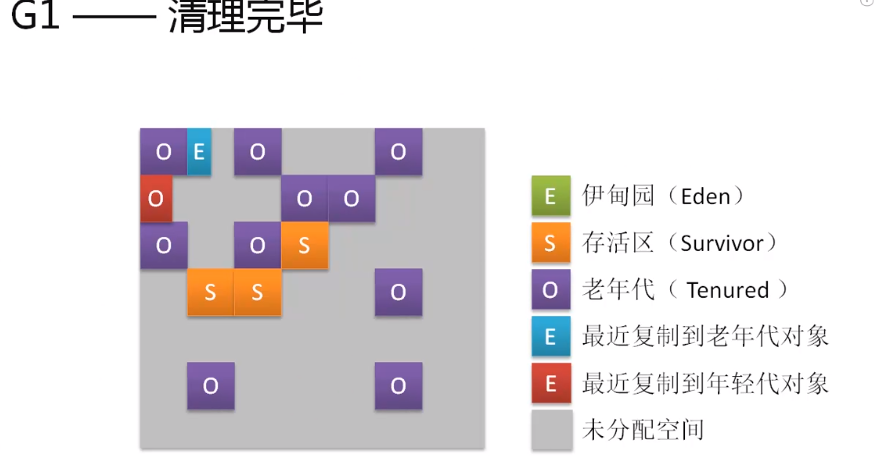 G1 —— 清理完毕
O E O O
O O O
O O S
S S O
O O
E 伊甸园（Eden）
S 存活区（Survivor）
O 老年代（ Tenured ）
E 最近复制到老年代对象
E 最近复制到年轻代对象
未分配空间